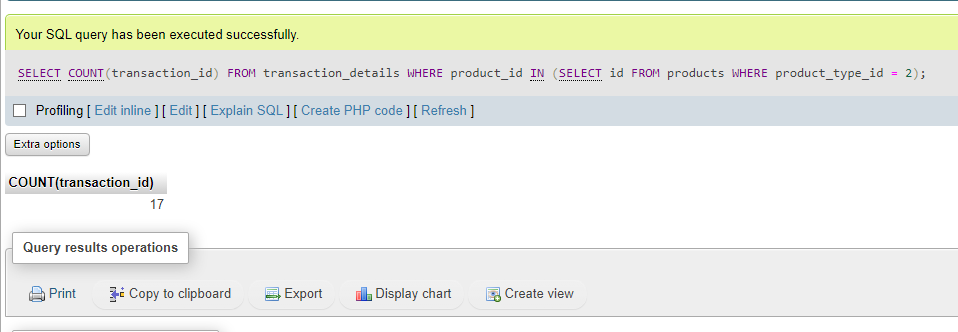 Your SQL query has been executed successfully.
SELECT COUNT(transaction_id) FROM transaction_details WHERE product_id IN (SELECT id FROM products WHERE product_type_id = 2);
Profiling [ Edit inline ] [ Edit ] [ Explain SQL ] [ Create PHP code ] [ Refresh ]
Extra options
COUNT(transaction_id)
17
Query results operations
Print Copy to clipboard Export Display chart Create view